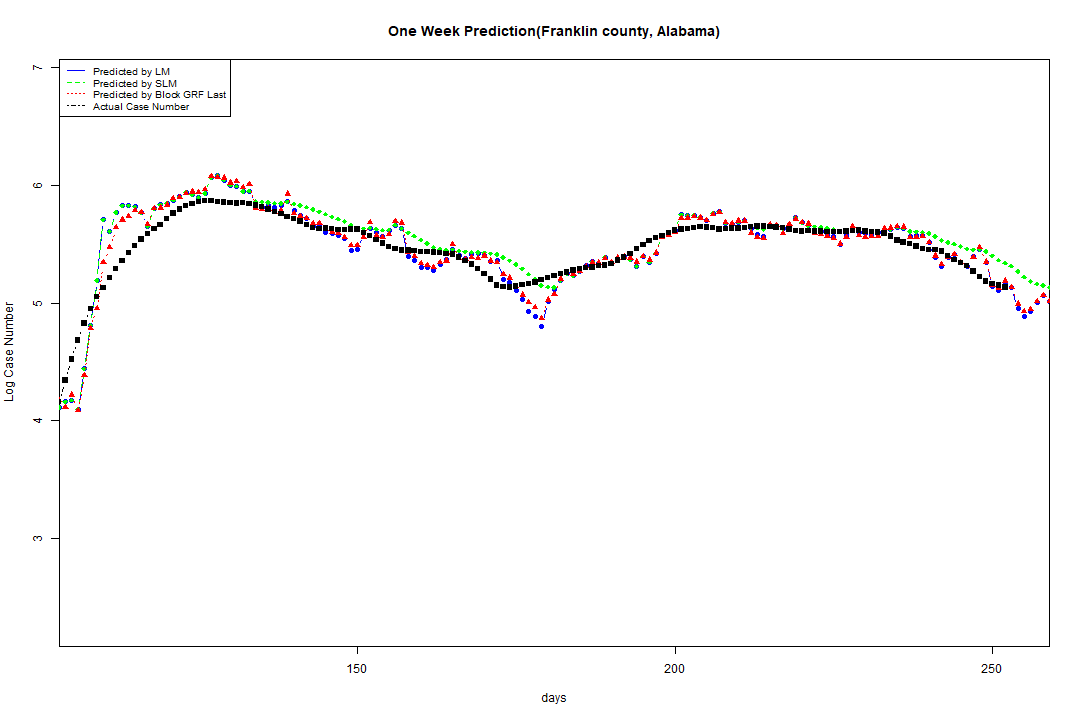 One Week Prediction(Franklin county, Alabama)
Predicted by LM
Predicted by SLM
Predicted by Block GRF Last
Actual Case Number
7
6
5
4
3
Log Case Number
150
200
250
days